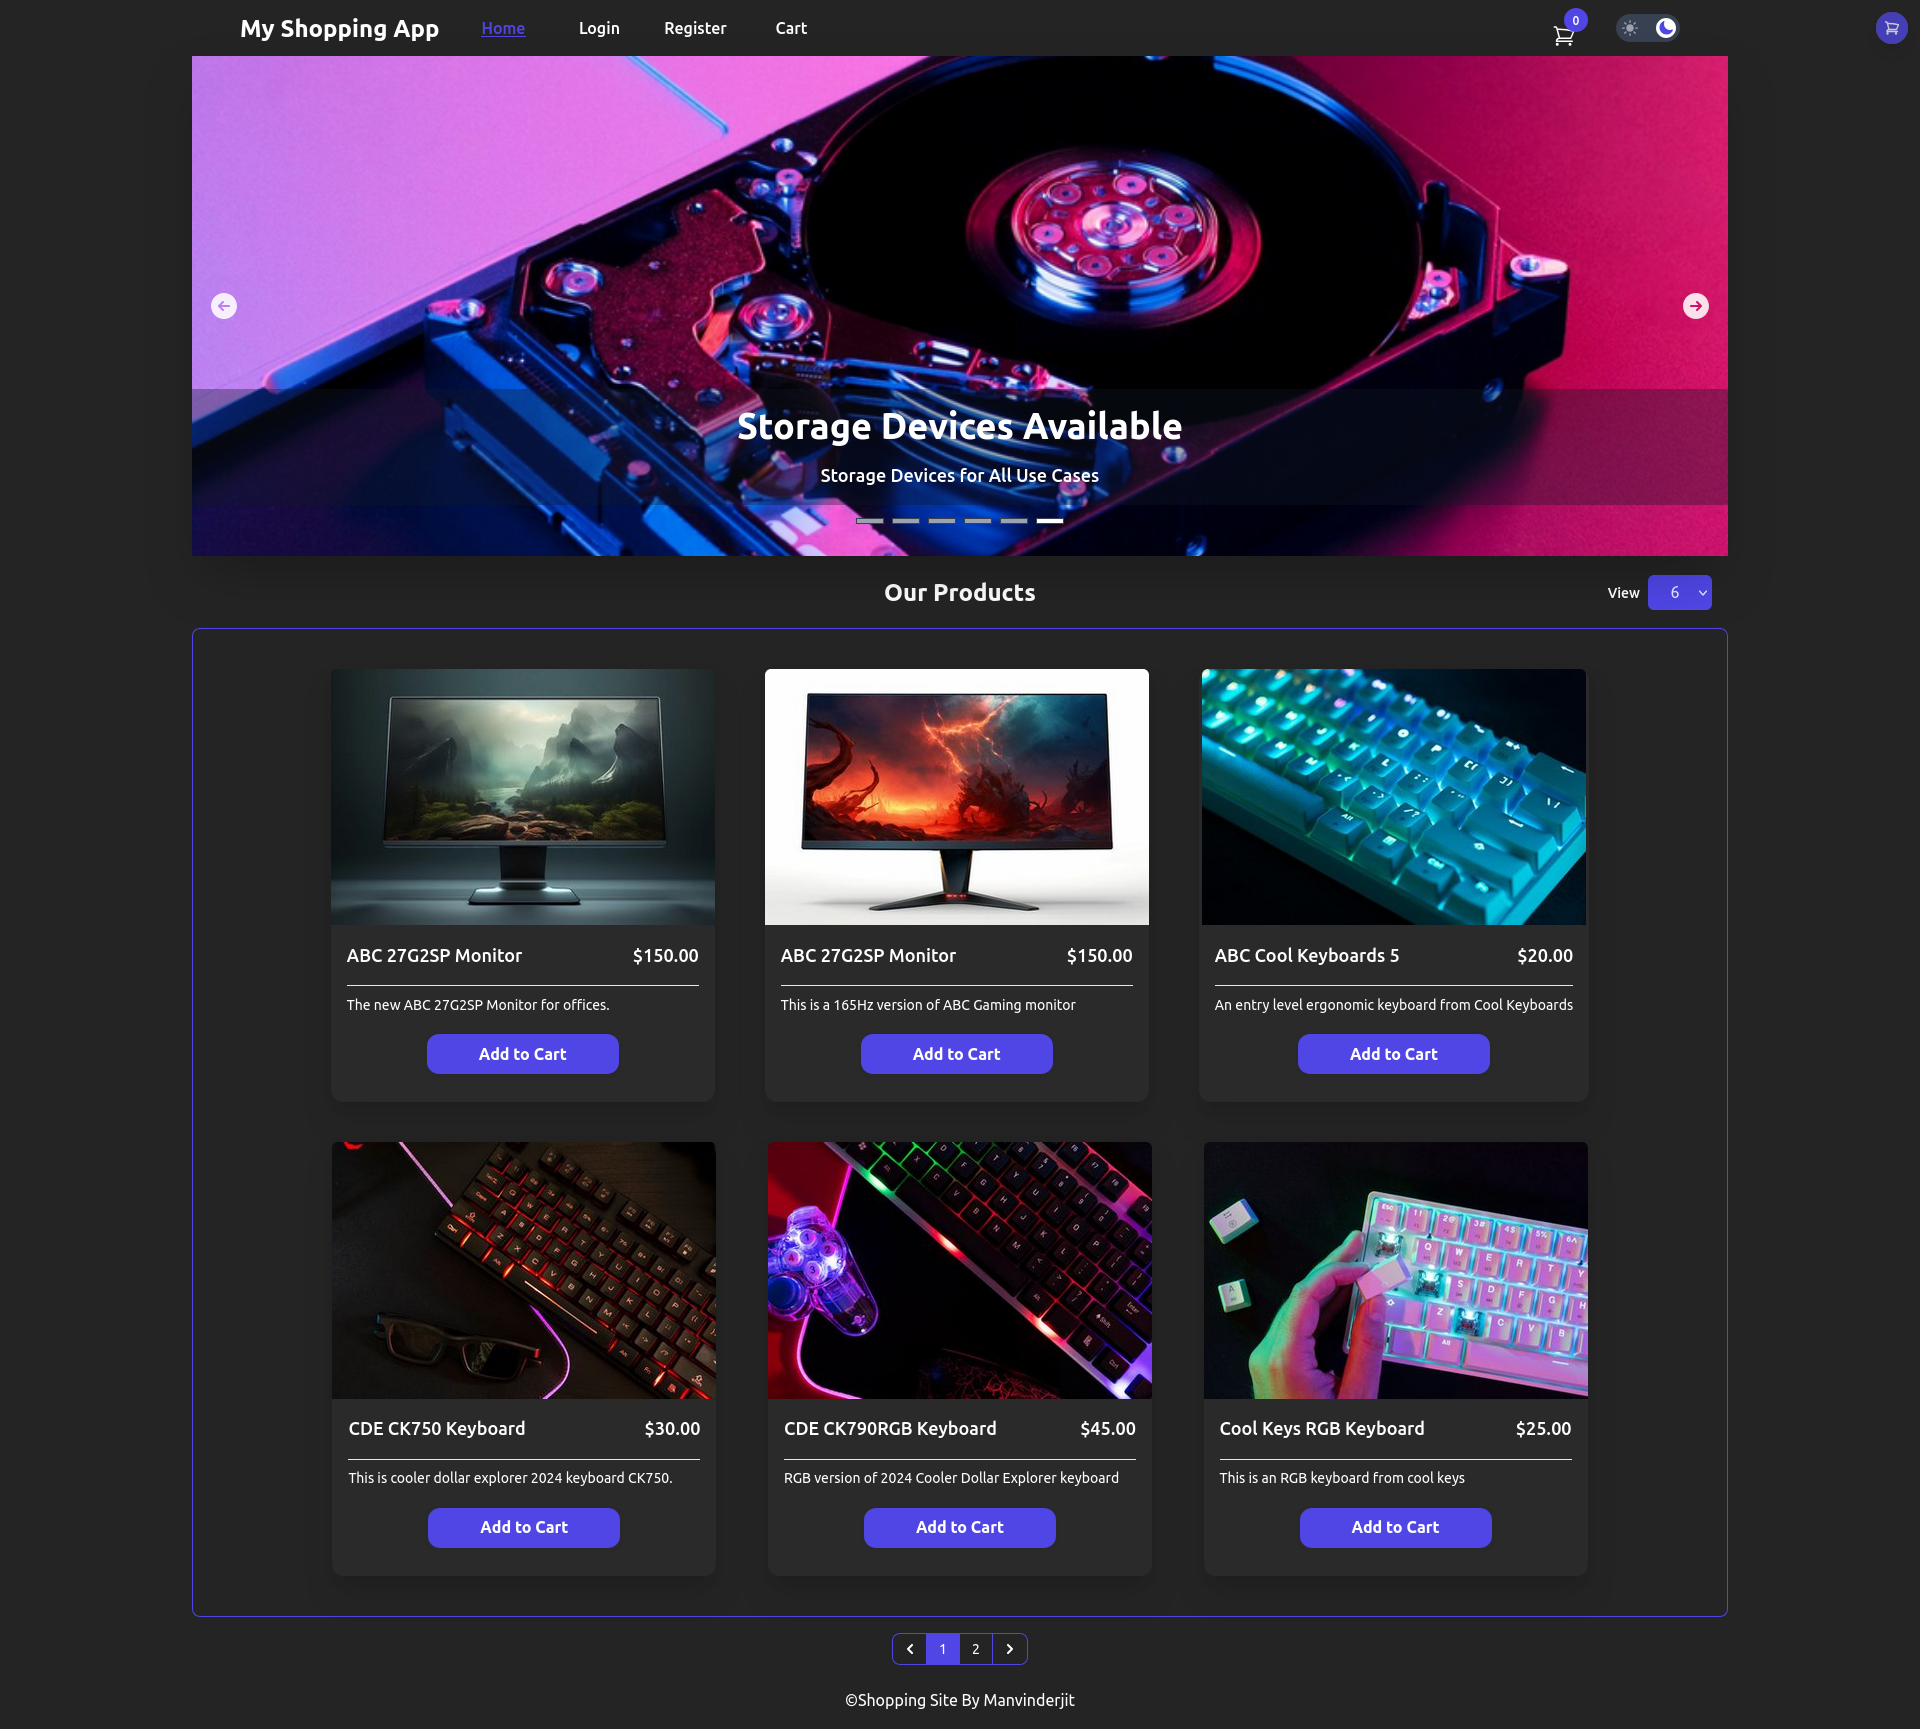 My Shopping App Home Login Register Cart 0
Storage Devices Available
Storage Devices for All Use Cases
Our Products
View 6
ABC 27G2SP Monitor $150.00
The new ABC 27G2SP Monitor for offices.
Add to Cart
ABC 27G2SP Monitor $150.00
This is a 165Hz version of ABC Gaming monitor
Add to Cart
ABC Cool Keyboards 5 $20.00
An entry level ergonomic keyboard from Cool Keyboards
Add to Cart
CDE CK750 Keyboard $30.00
This is cooler dollar explorer 2024 keyboard CK750.
Add to Cart
CDE CK790RGB Keyboard $45.00
RGB version of 2024 Cooler Dollar Explorer keyboard
Add to Cart
Cool Keys RGB Keyboard $25.00
This is an RGB keyboard from cool keys
Add to Cart
1 2
©Shopping Site By Manvinderjit